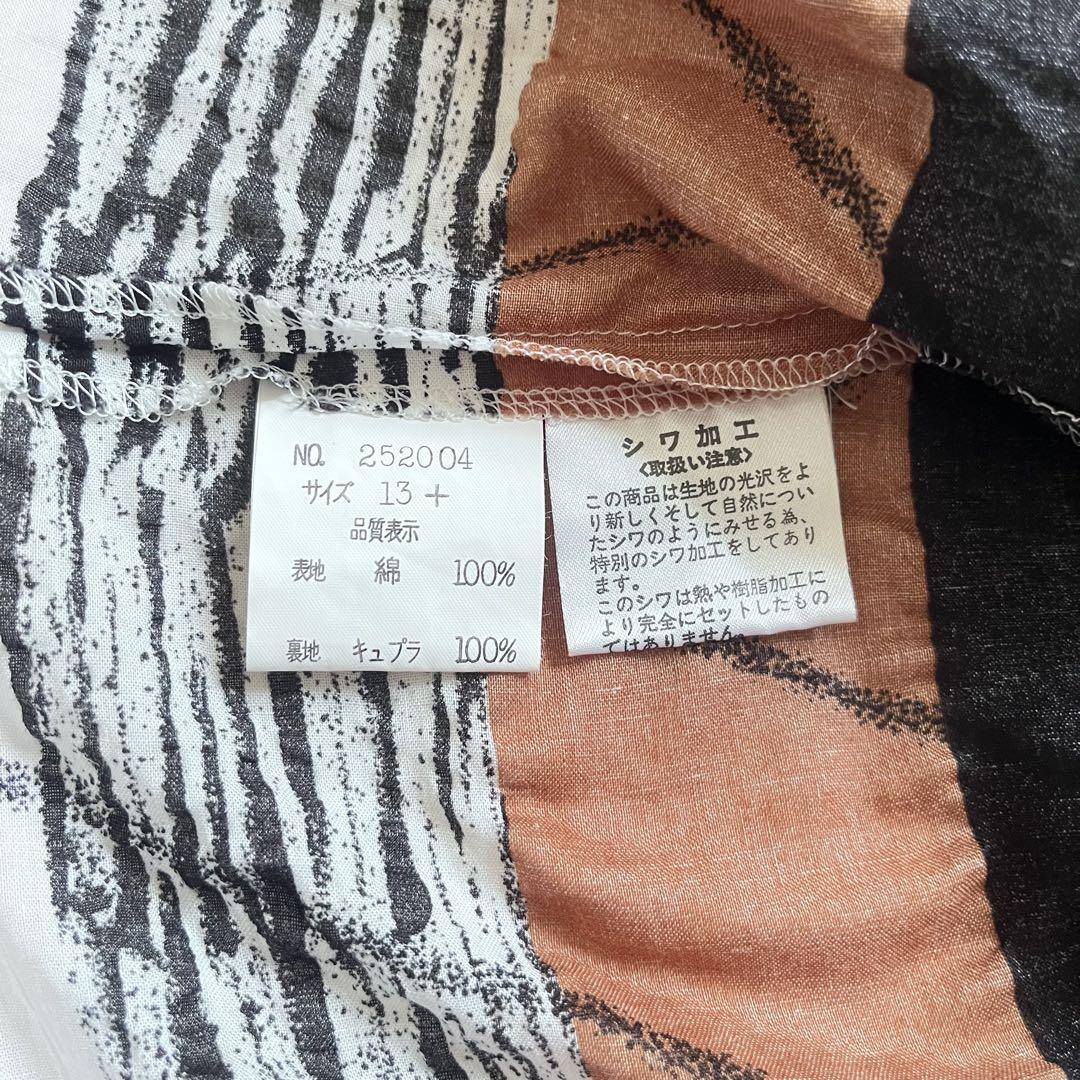 NO. 252004
サイズ 13+
品質表示
表地 綿 100%
裏地 キュプラ 100%
シワ加工
〈取扱い注意〉
この商品は生地の光沢をよ
り新しくそして自然につい
たシワのようにみせる為、
特別のシワ加工をしてあり
ます。
このシワは熱や樹脂加工に
より完全にセットしたもの
ではありません。